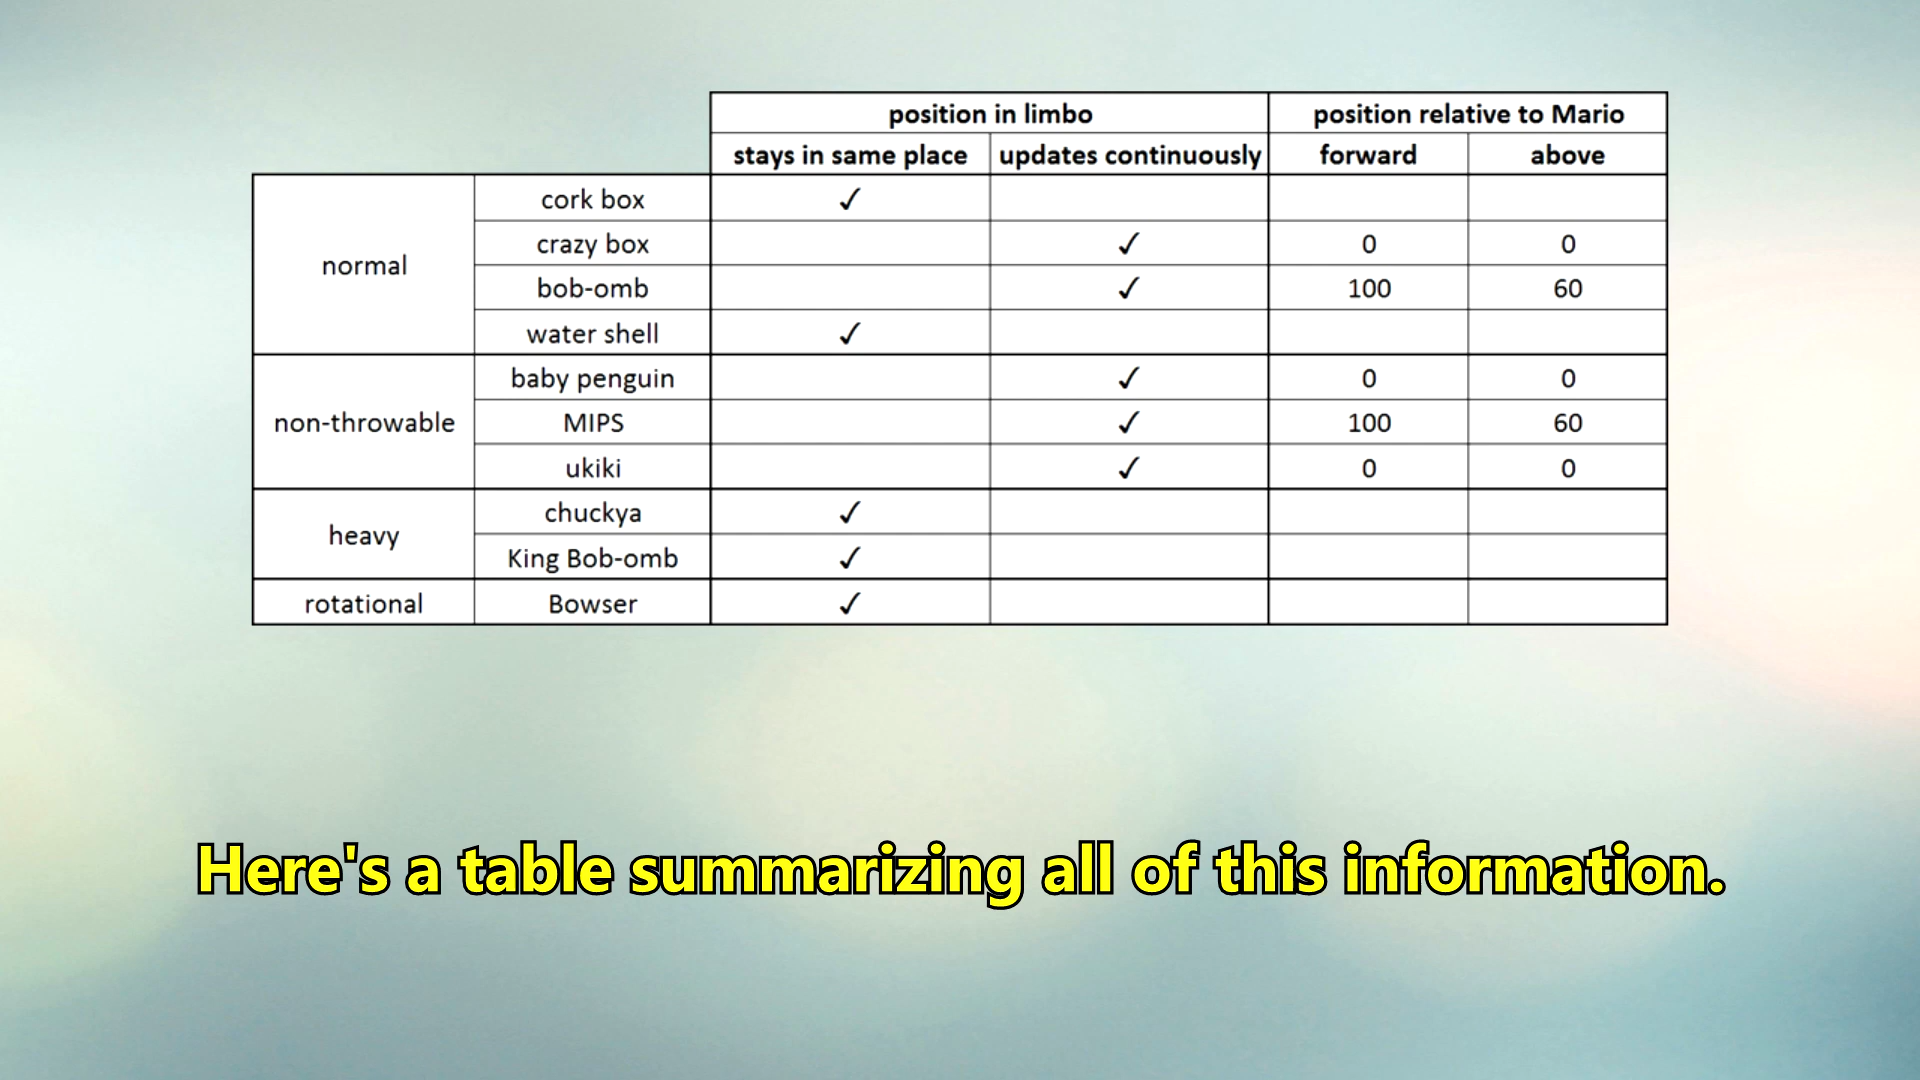 position in limbo position relative to Mario
stays in same place updates continuously forward above
normal
cork box ✓
crazy box ✓ 0 0
bob-omb ✓ 100 60
water shell ✓
non-throwable
baby penguin ✓ 0 0
MIPS ✓ 100 60
ukiki ✓ 0 0
heavy
chuckya ✓
King Bob-omb ✓
rotational Bowser ✓
Here's a table summarizing all of this information.